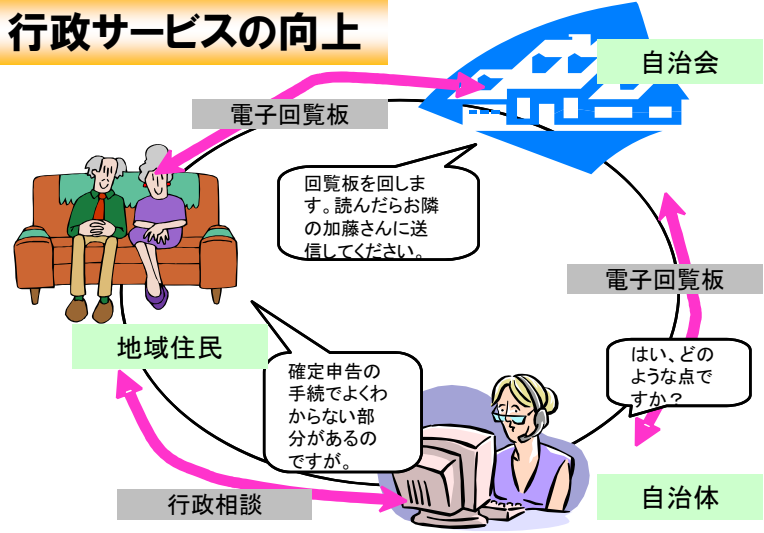 行政サービスの向上
自治会
電子回覧板
回覧板を回しま
す。読んだらお隣
の加藤さんに送
信してください。
電子回覧板
地域住民
はい、どの
ような点で
すか？
確定申告の
手続でよくわ
からない部
分があるの
ですが。
行政相談
自治体